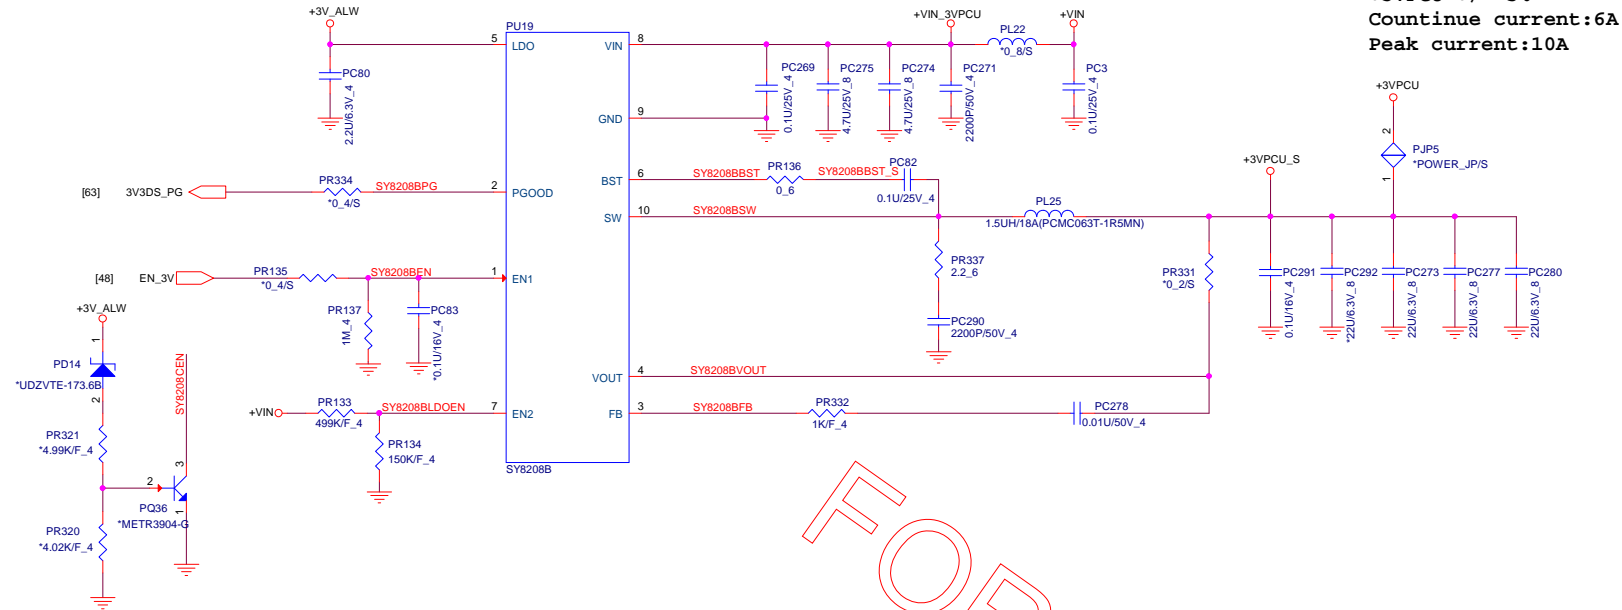 Countinue current:6A
Peak current:10A
+3V_ALW
PU19
5
LDO
VIN
8
PC80
2.2U/6.3V_4
+VIN_3VPCU
PL22
*0_8/S
+VIN
PC269
0.1U/25V_4
PC275
4.7U/25V_8
PC274
4.7U/25V_8
PC271
2200P/50V_4
PC3
0.1U/25V_4
GND
9
+3VPCU
2
PJP5
*POWER_JP/S
1
[63]
3V3DS_PG
PR334
*0_4/S
SY8208BPG
2
PGOOD
BST
6
SY8208BBST
PR136
0_6
SY8208BBST_S
PC82
0.1U/25V_4
+3VPCU_S
SW
10
SY8208BSW
PL25
1.5UH/18A(PCMC063T-1R5MN)
PR337
2.2_6
PC290
2200P/50V_4
PR331
*0_2/S
PC291
0.1U/16V_4
PC292
*22U/6.3V_8
PC273
22U/6.3V_8
PC277
22U/6.3V_8
PC280
22U/6.3V_8
[48]
EN_3V
PR135
*0_4/S
SY8208BEN
1
EN1
PR137
1M_4
PC83
*0.1U/16V_4
+3V_ALW
1
PD14
*UDZVTE-173.6B
2
SY8208CEN
VOUT
4
SY8208BVOUT
+VIN
PR133
499K/F_4
SY8208BLDOEN
7
EN2
FB
3
SY8208BFB
PR332
1K/F_4
PC278
0.01U/50V_4
PR134
150K/F_4
SY8208B
PR321
*4.99K/F_4
3
2
PQ36
*METR3904-G
1
PR320
*4.02K/F_4